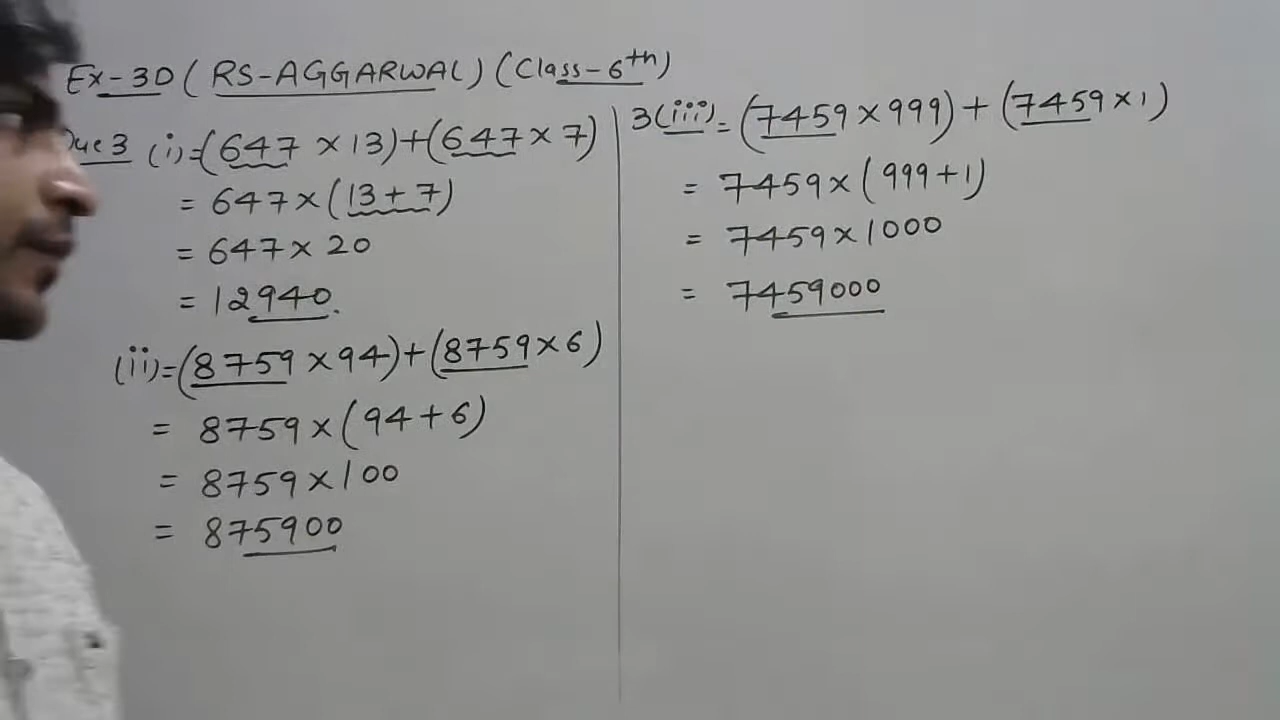 Ex-3D (RS-AGGARWAL) (Class-6th)
Que 3 (i)=(647 × 13)+(647 × 7)
= 647 × (13 + 7)
= 647 × 20
= 12940.
(ii)=(8759 × 94)+(8759 × 6)
= 8759 × (94 + 6)
= 8759 × 100
= 875900
3(iii)=(7459 × 999) + (7459 × 1)
= 7459 × (999 + 1)
= 7459 × 1000
= 7459000